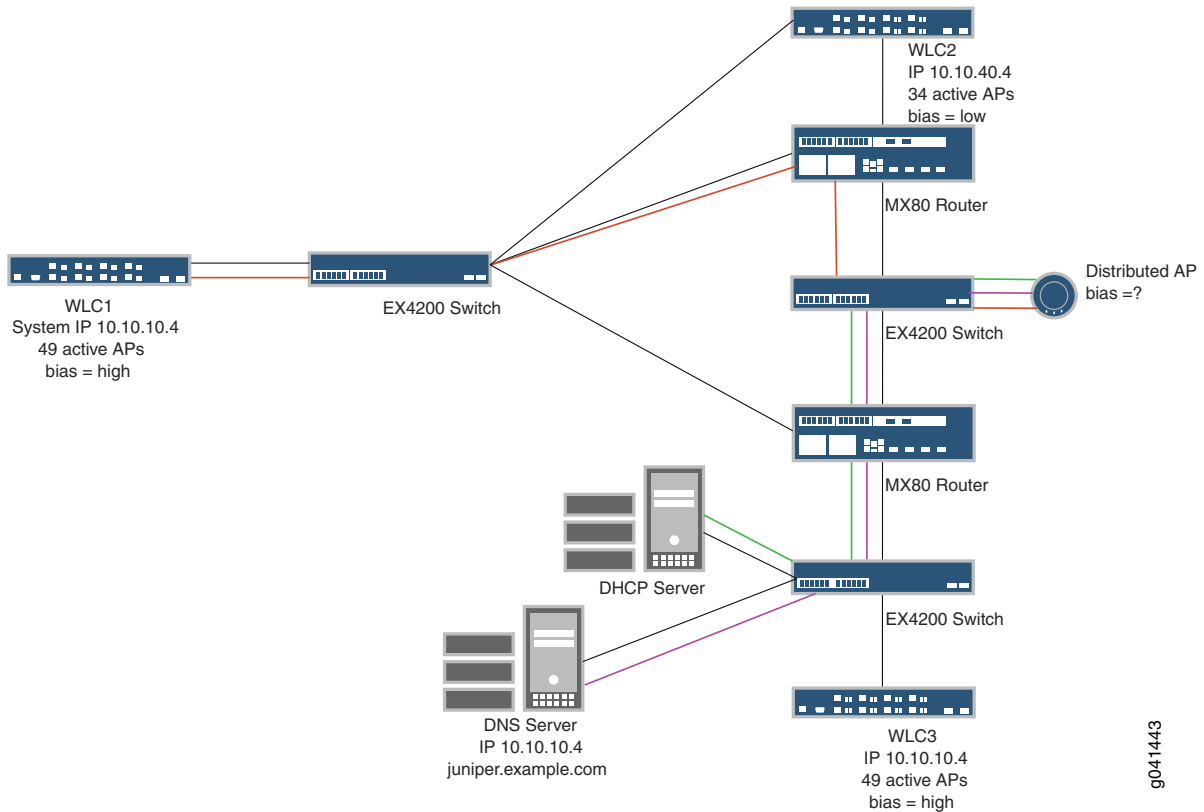 WLC2
IP 10.10.40.4
34 active APs
bias = low
MX80 Router
WLC1
System IP 10.10.10.4
49 active APs
bias = high
EX4200 Switch
Distributed AP
bias =?
EX4200 Switch
MX80 Router
DHCP Server
EX4200 Switch
DNS Server
IP 10.10.10.4
juniper.example.com
WLC3
IP 10.10.10.4
49 active APs
bias = high
g041443